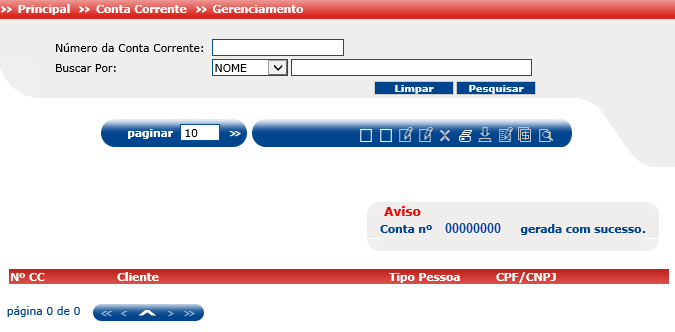 >> Principal >> Conta Corrente >> Gerenciamento
Número da Conta Corrente:
Buscar Por: NOME
Limpar Pesquisar
paginar 10 >>
Aviso
Conta nº 00000000 gerada com sucesso.
Nº CC Cliente Tipo Pessoa CPF/CNPJ
página 0 de 0 << < > >>